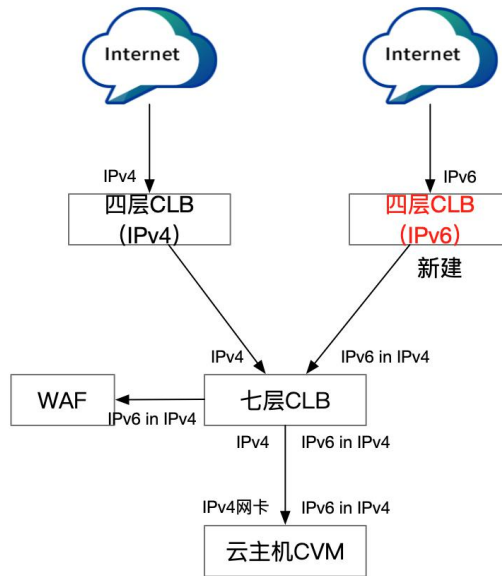 Internet
Internet
IPv4
IPv6
四层CLB
（IPv4）
四层CLB
（IPv6）
新建
IPv4
IPv6 in IPv4
WAF
IPv6 in IPv4
七层CLB
IPv4
IPv6 in IPv4
IPv4网卡
IPv6 in IPv4
云主机CVM